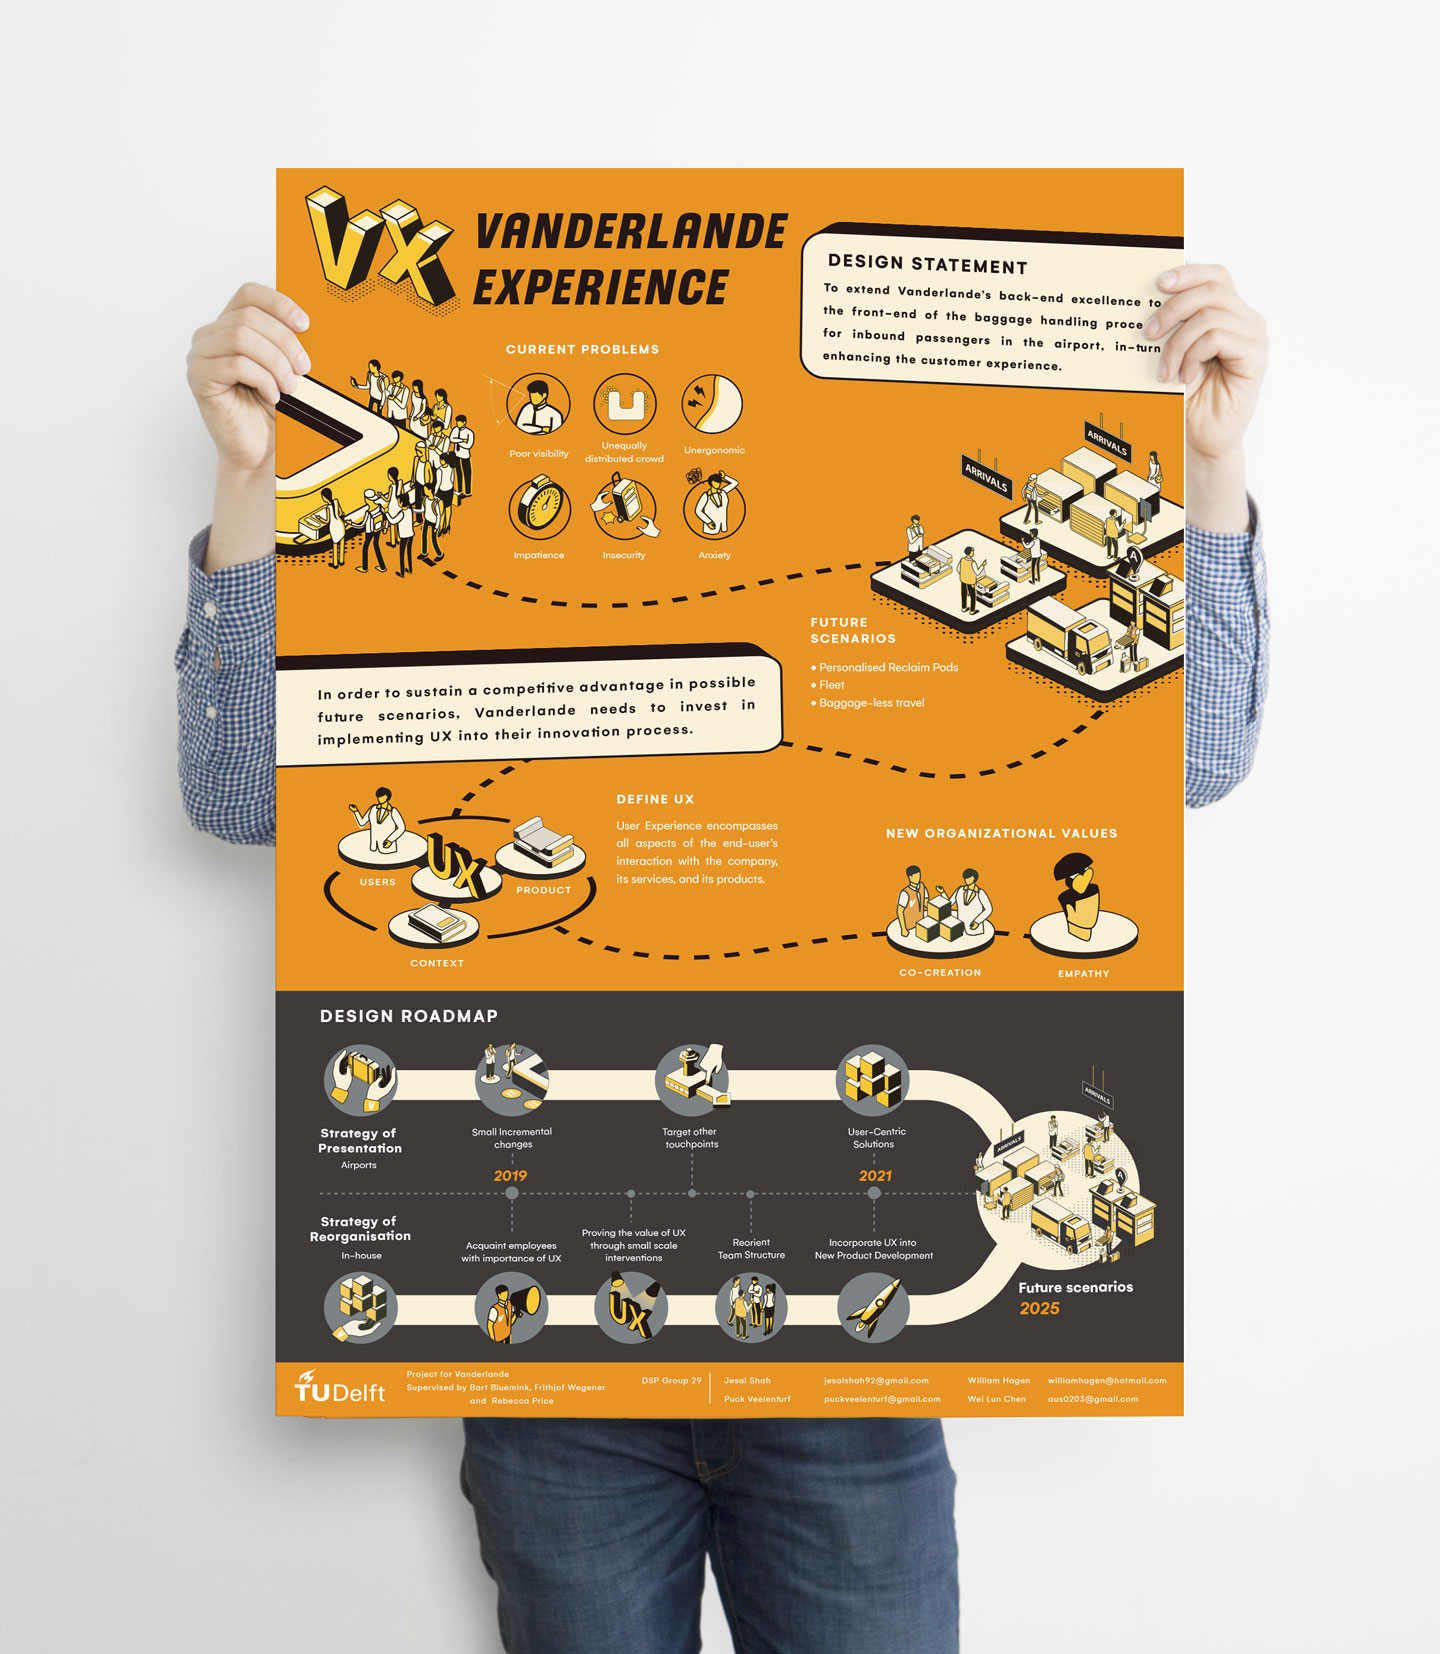 VX
VANDERLANDE
EXPERIENCE
DESIGN STATEMENT
To extend Vanderlande's back-end excellence to
the front-end of the baggage handling proce
for inbound passengers in the airport, in-turn
enhancing the customer experience.
CURRENT PROBLEMS
Poor visibility
Unequally
distributed crowd
Unergonomic
Impatience
Insecurity
Anxiety
ARRIVALS
ARRIVALS
A
FUTURE
SCENARIOS
• Personalised Reclaim Pods
• Fleet
• Baggage-less travel
In order to sustain a competitive advantage in possible
future scenarios, Vanderlande needs to invest in
implementing UX into their innovation process.
USERS
UX
PRODUCT
CONTEXT
DEFINE UX
User Experience encompasses
all aspects of the end-user's
interaction with the company,
its services, and its products.
NEW ORGANIZATIONAL VALUES
CO-CREATION
EMPATHY
DESIGN ROADMAP
Strategy of
Presentation
Airports
Small Incremental
changes
Target other
touchpoints
User-Centric
Solutions
2019
2021
ARRIVALS
ARRIVALS
A
Strategy of
Reorganisation
In-house
Acquaint employees
with importance of UX
Proving the value of UX
through small scale
interventions
Reorient
Team Structure
Incorporate UX into
New Product Development
UX
Future scenarios
2025
TUDelft
Project for Vanderlande
Supervised by Bart Bluemink, Frithjof Wegener
and Rebecca Price
DSP Group 29
Jesal Shah
jesalshah92@gmail.com
William Hagen
williamhagen@hotmail.com
Puck Veelenturf
puckveelenturf@gmail.com
Wei Lun Chen
aus0203@gmail.com